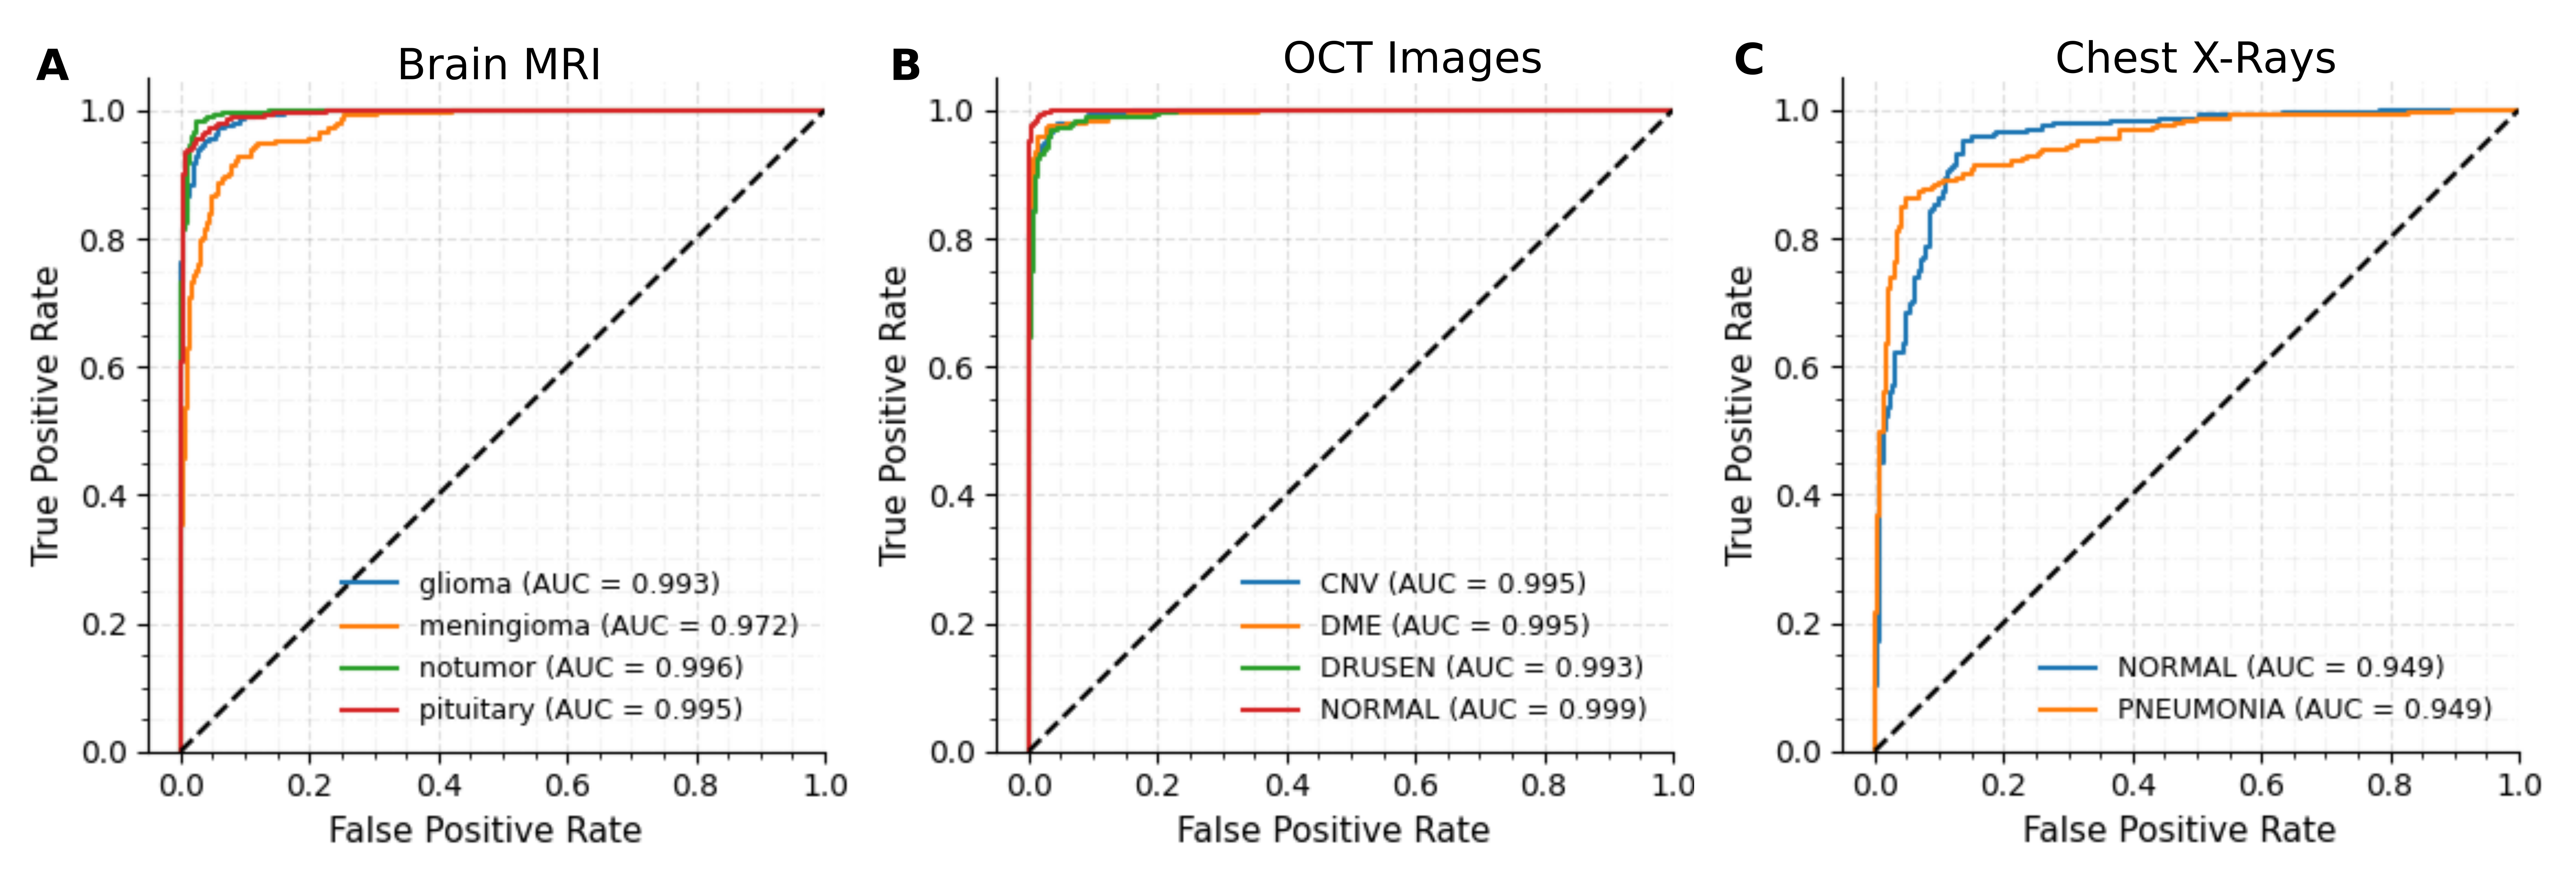 A
Brain MRI
1.0
0.8
0.6
0.4
0.2
0.0
True Positive Rate
glioma (AUC = 0.993)
meningioma (AUC = 0.972)
notumor (AUC = 0.996)
pituitary (AUC = 0.995)
0.0 0.2 0.4 0.6 0.8 1.0
False Positive Rate
B
OCT Images
1.0
0.8
0.6
0.4
0.2
0.0
True Positive Rate
CNV (AUC = 0.995)
DME (AUC = 0.995)
DRUSEN (AUC = 0.993)
NORMAL (AUC = 0.999)
0.0 0.2 0.4 0.6 0.8 1.0
False Positive Rate
C
Chest X-Rays
1.0
0.8
0.6
0.4
0.2
0.0
True Positive Rate
NORMAL (AUC = 0.949)
PNEUMONIA (AUC = 0.949)
0.0 0.2 0.4 0.6 0.8 1.0
False Positive Rate